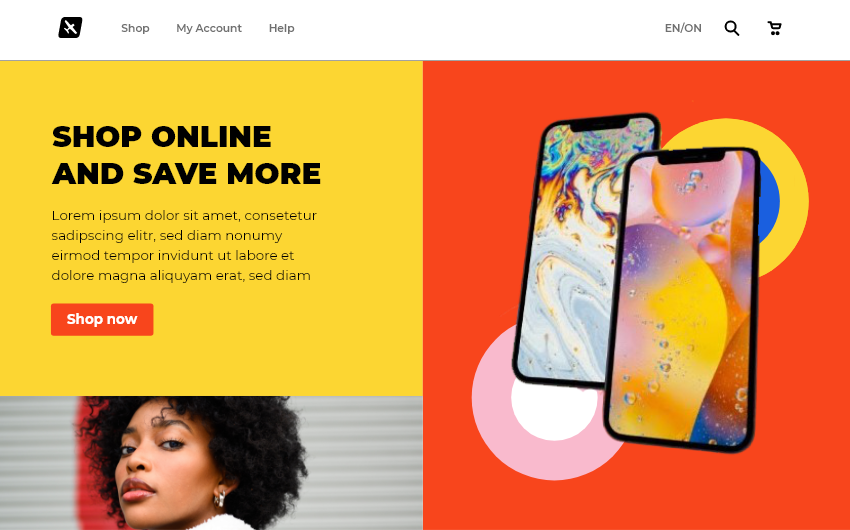 Shop
My Account
Help
EN/ON
SHOP ONLINE
AND SAVE MORE
Lorem ipsum dolor sit amet, consetetur
sadipscing elitr, sed diam nonumy
eirmod tempor invidunt ut labore et
dolore magna aliquyam erat, sed diam
Shop now